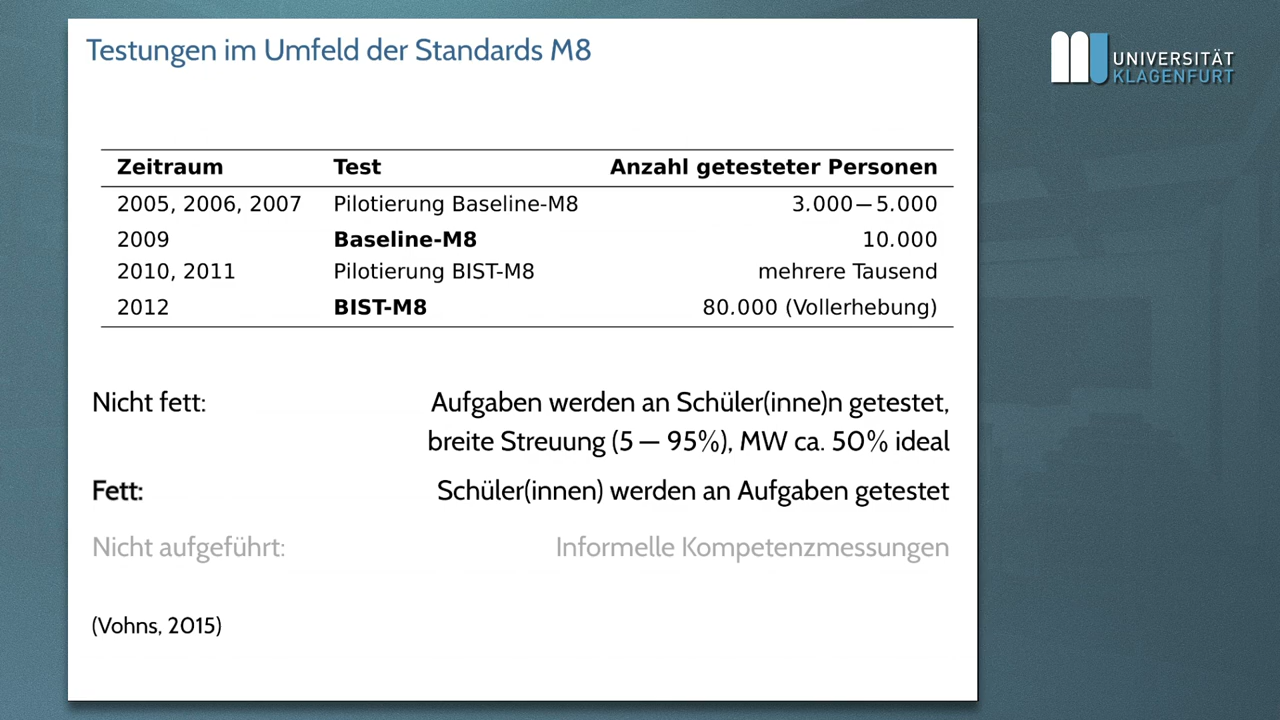 Testungen im Umfeld der Standards M8
UNIVERSITÄT
KLAGENFURT
Zeitraum Test Anzahl getesteter Personen
2005, 2006, 2007 Pilotierung Baseline-M8 3.000—5.000
2009 Baseline-M8 10.000
2010, 2011 Pilotierung BIST-M8 mehrere Tausend
2012 BIST-M8 80.000 (Vollerhebung)
Nicht fett: Aufgaben werden an Schüler(inne)n getestet,
breite Streuung (5 — 95%), MW ca. 50% ideal
Fett: Schüler(innen) werden an Aufgaben getestet
Nicht aufgeführt: Informelle Kompetenzmessungen
(Vohns, 2015)